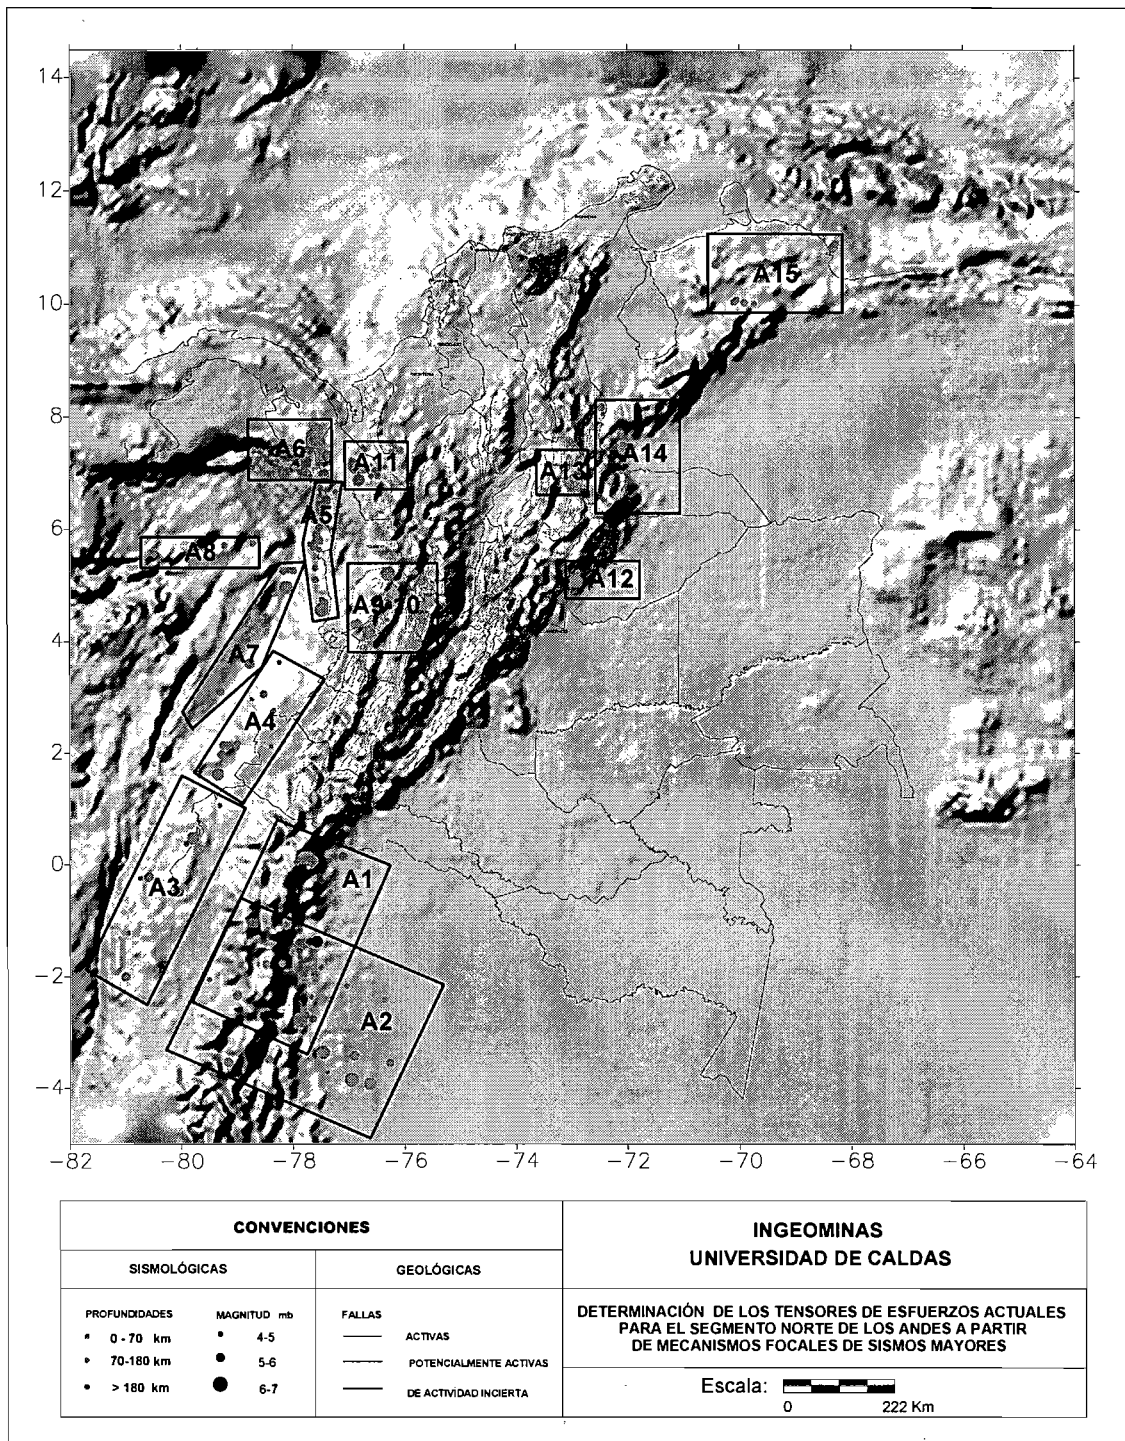 14
12
10
8
6
4
2
0
-2
-4
-82
-80
-78
-76
-74
-72
-70
-68
-66
-64
A15
A6
A11
A13
A14
A5
A8
A9-10
A12
A7
A4
A3
A1
A2
CONVENCIONES
SISMOLÓGICAS
GEOLÓGICAS
PROFUNDIDADES
MAGNITUD mb
FALLAS
0 - 70 km
4-5
ACTIVAS
70-180 km
5-6
POTENCIALMENTE ACTIVAS
> 180 km
6-7
DE ACTIVIDAD INCIERTA
INGEOMINAS
UNIVERSIDAD DE CALDAS
DETERMINACIÓN DE LOS TENSORES DE ESFUERZOS ACTUALES
PARA EL SEGMENTO NORTE DE LOS ANDES A PARTIR
DE MECANISMOS FOCALES DE SISMOS MAYORES
Escala:
0
222 Km